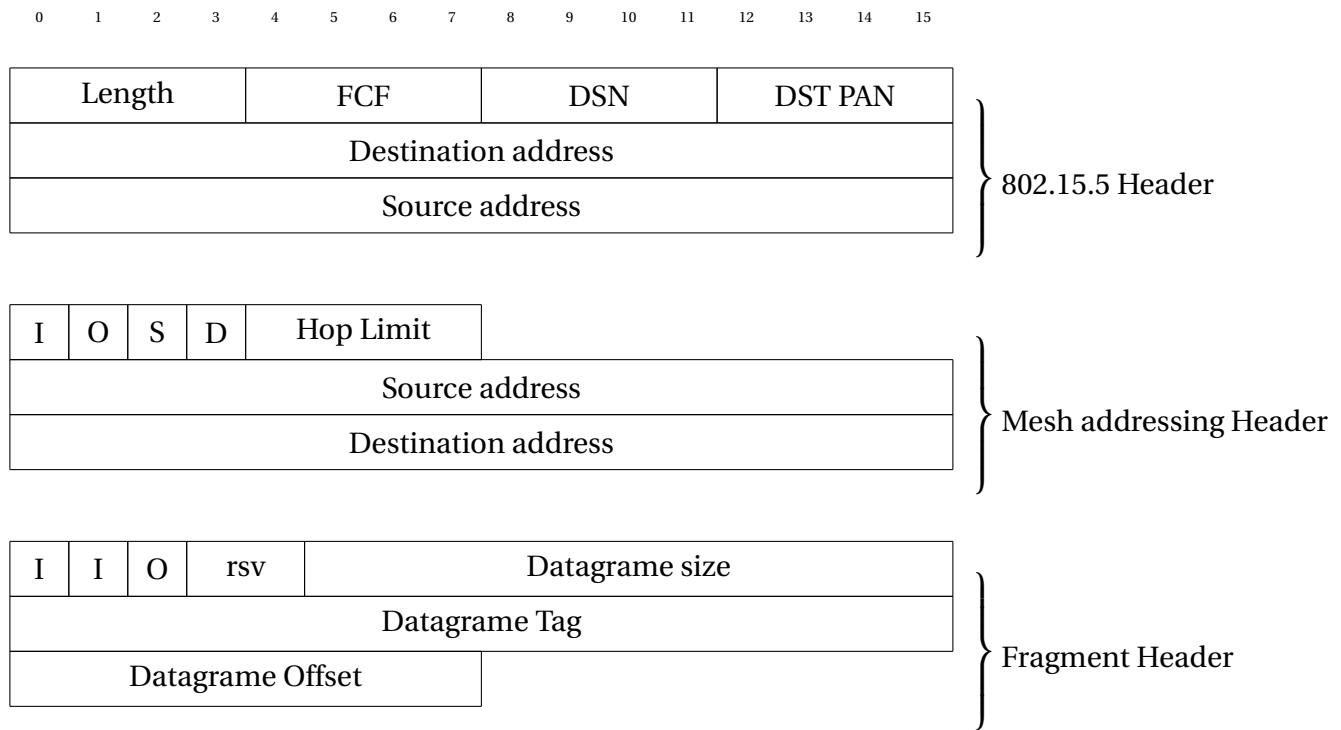 0 1 2 3 4 5 6 7 8 9 10 11 12 13 14 15
Length FCF DSN DST PAN
Destination address
Source address
802.15.5 Header
I O S D Hop Limit
Source address
Destination address
Mesh addressing Header
I I O rsv Datagrame size
Datagrame Tag
Datagrame Offset
Fragment Header